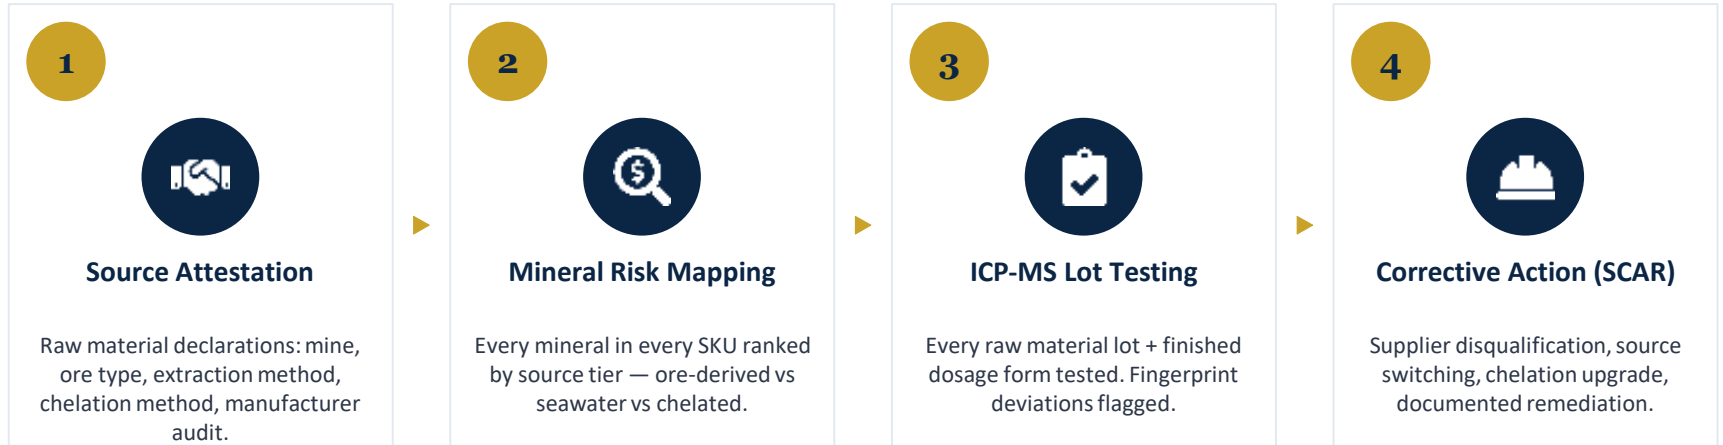 1
Source Attestation
Raw material declarations: mine,
ore type, extraction method,
chelation method, manufacturer
audit.
2
$
Mineral Risk Mapping
Every mineral in every SKU ranked
by source tier — ore-derived vs
seawater vs chelated.
3
ICP-MS Lot Testing
Every raw material lot + finished
dosage form tested. Fingerprint
deviations flagged.
4
Corrective Action (SCAR)
Supplier disqualification, source
switching, chelation upgrade,
documented remediation.